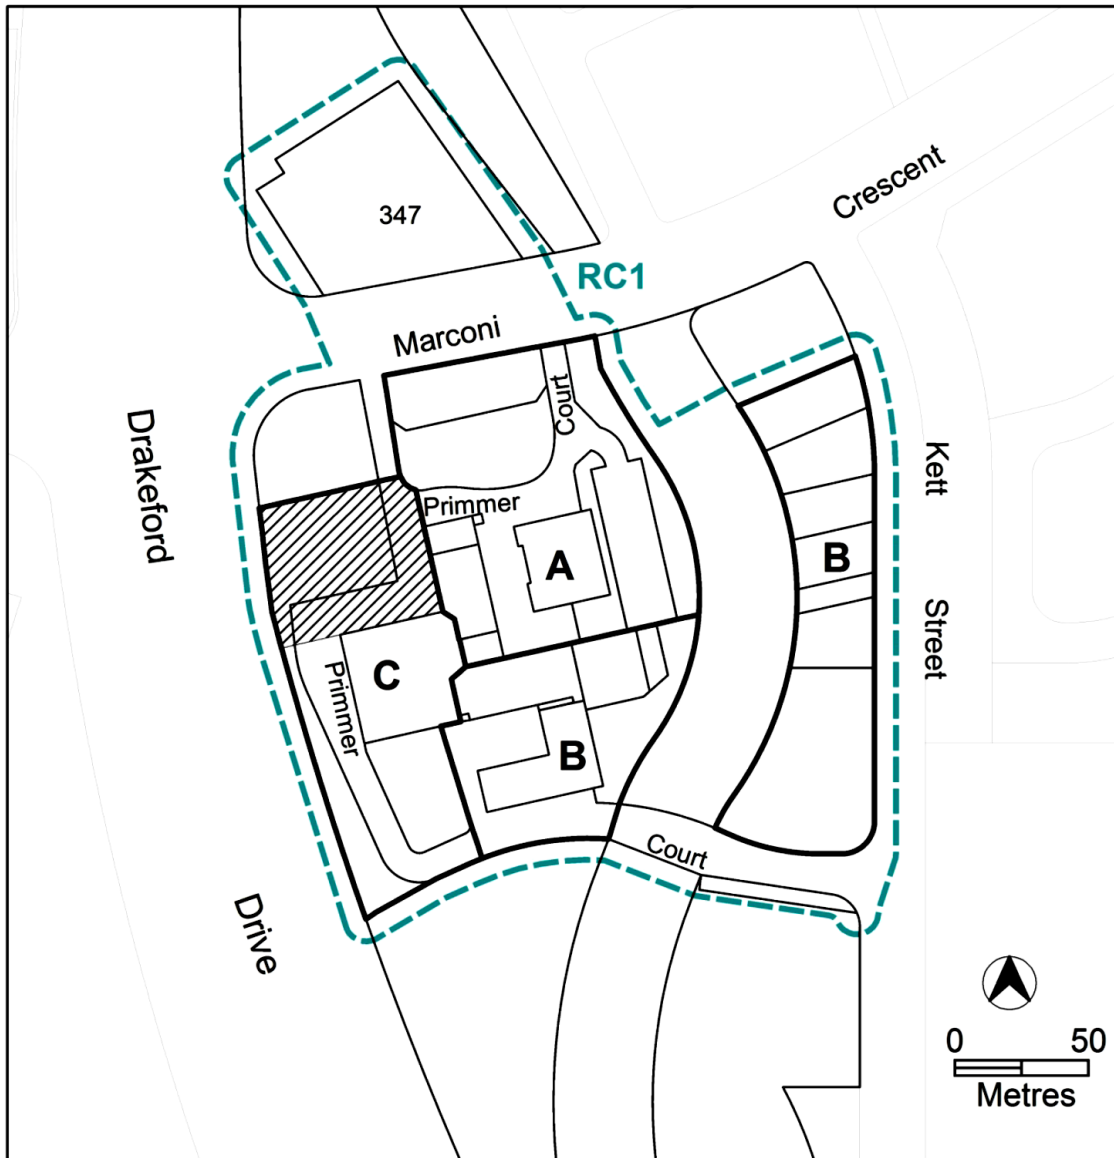 Crescent
347
RC1
Marconi
Court
Drakeford
Kett
Primmer
A
B
Street
C
Primmer
B
Court
Drive
0 50
Metres